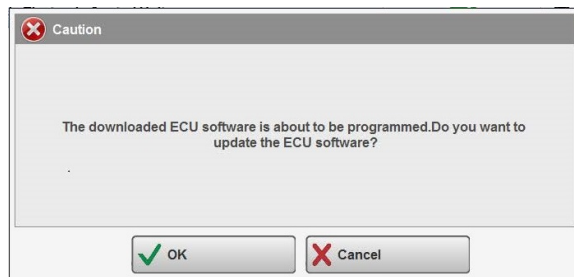 Caution
The downloaded ECU software is about to be programmed.Do you want to
update the ECU software?
.
OK
Cancel